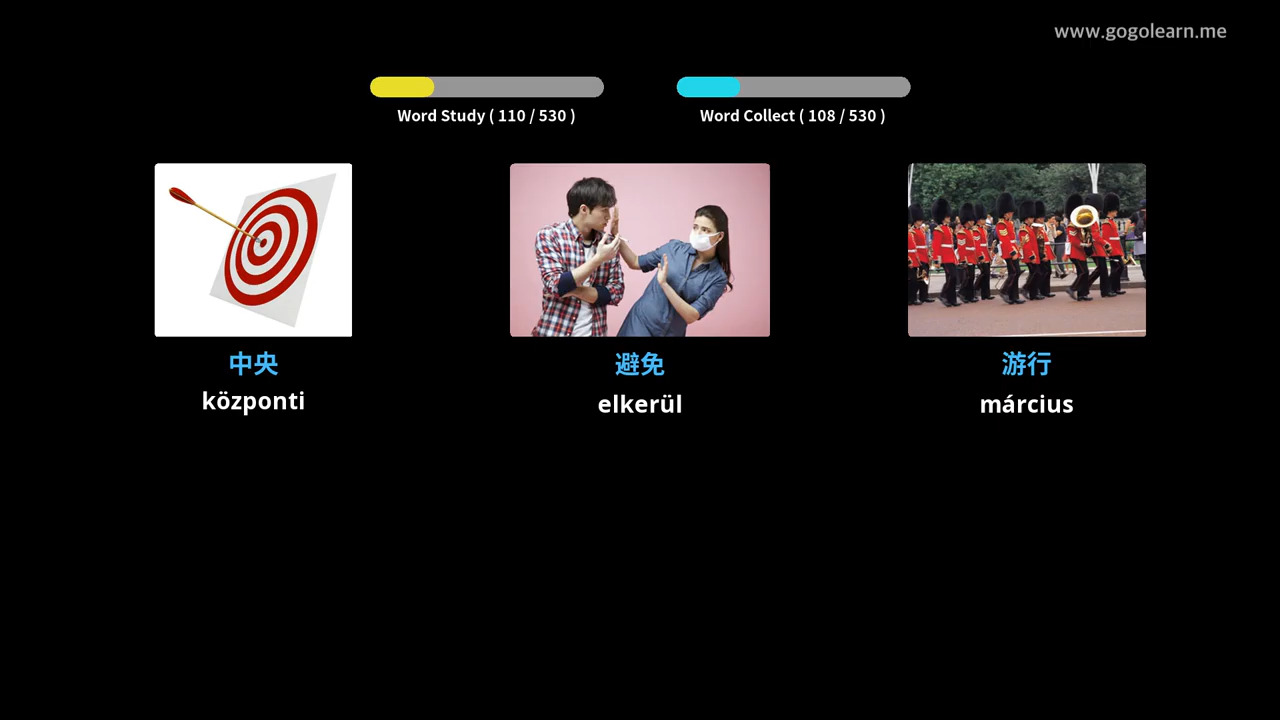 www.gogolearn.me
Word Study ( 110 / 530 )
Word Collect ( 108 / 530 )
中央
központi
避免
elkerül
游行
március